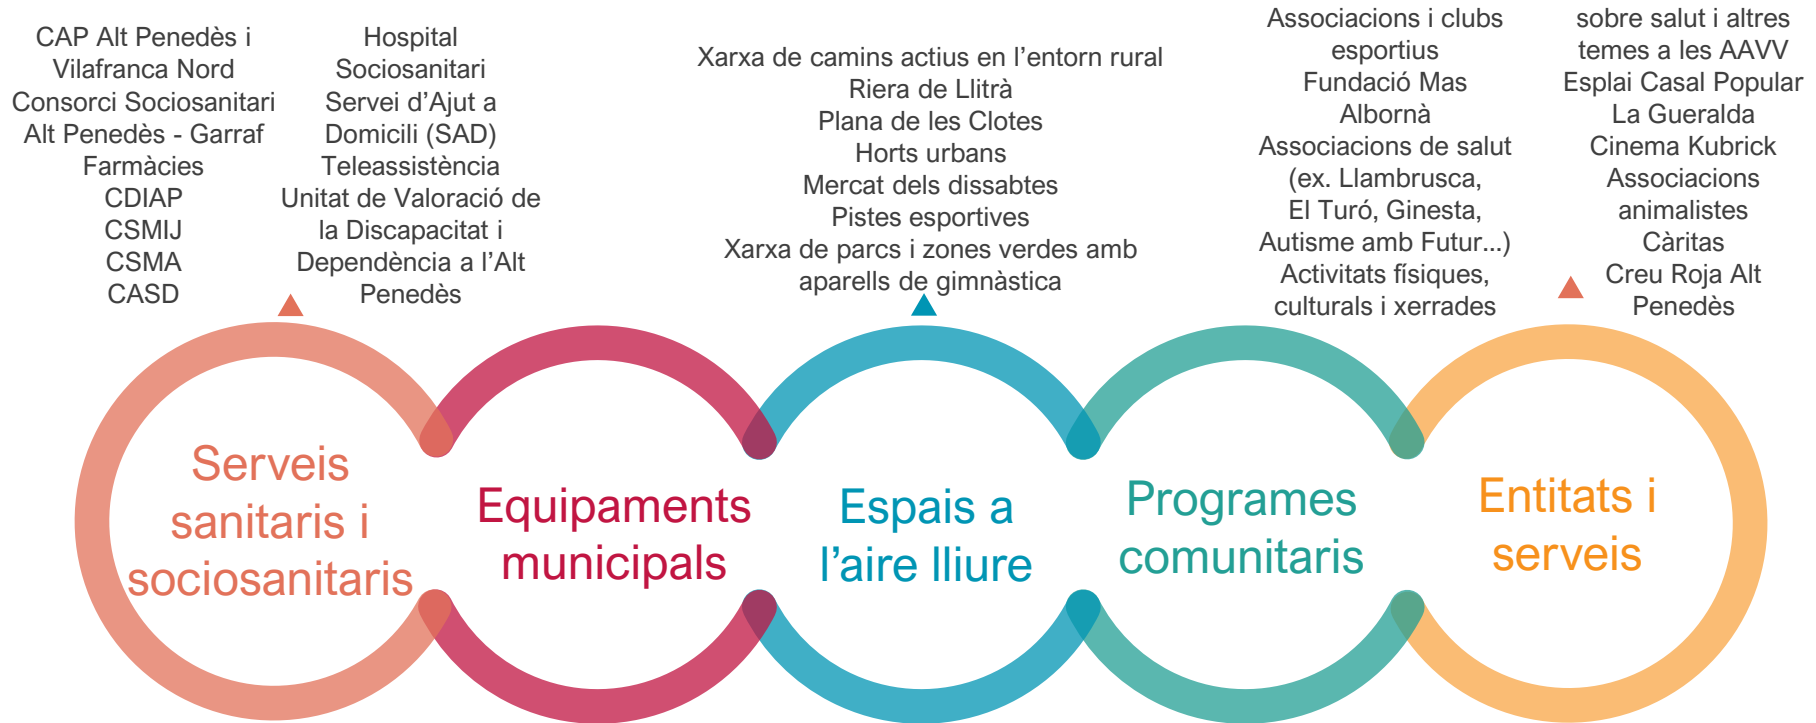 CAP Alt Penedès i
Vilafranca Nord
Consorci Sociosanitari
Alt Penedès - Garraf
Farmàcies
CDIAP
CSMIJ
CSMA
CASD
Hospital
Sociosanitari
Servei d’Ajut a
Domicili (SAD)
Teleassistència
Unitat de Valoració de
la Discapacitat i
Dependència a l’Alt
Penedès
Xarxa de camins actius en l’entorn rural
Riera de Llitrà
Plana de les Clotes
Horts urbans
Mercat dels dissabtes
Pistes esportives
Xarxa de parcs i zones verdes amb
aparells de gimnàstica
Associacions i clubs
esportius
Fundació Mas
Albornà
Associacions de salut
(ex. Llambrusca,
El Turó, Ginesta,
Autisme amb Futur...)
Activitats físiques,
culturals i xerrades
sobre salut i altres
temes a les AAVV
Esplai Casal Popular
La Gueralda
Cinema Kubrick
Associacions
animalistes
Càritas
Creu Roja Alt
Penedès
Serveis
sanitaris i
sociosanitaris
Equipaments
municipals
Espais a
l’aire lliure
Programes
comunitaris
Entitats i
serveis